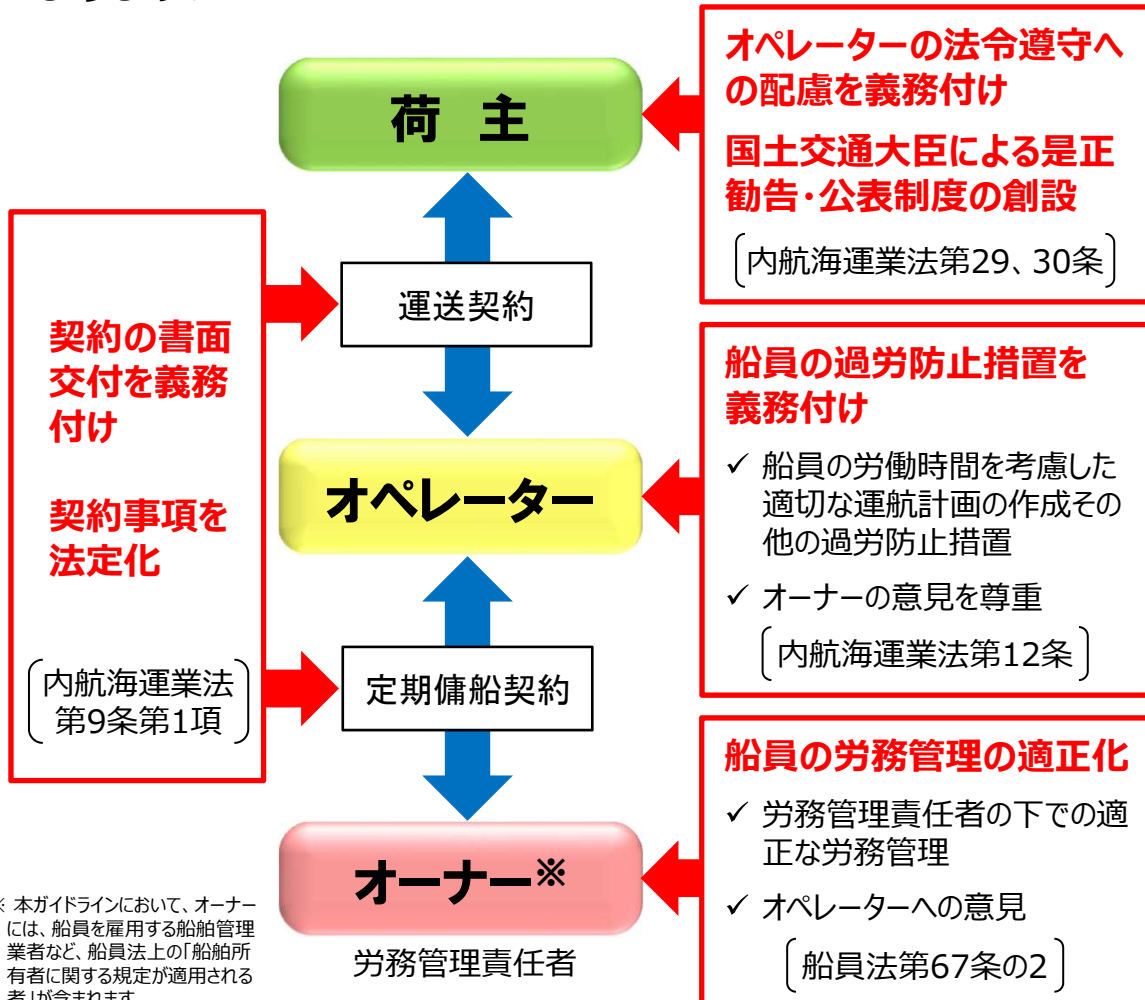 荷 主
オペレーターの法令遵守へ
の配慮を義務付け
国土交通大臣による是正
勧告・公表制度の創設
内航海運業法第29、30条
運送契約
契約の書面
交付を義務
付け
契約事項を
法定化
内航海運業法
第9条第1項
オペレーター
船員の過労防止措置を
義務付け
✓ 船員の労働時間を考慮した
適切な運航計画の作成その
他の過労防止措置
✓ オーナーの意見を尊重
内航海運業法第12条
定期傭船契約
オーナー※
労務管理責任者
船員の労務管理の適正化
✓ 労務管理責任者の下での適
正な労務管理
✓ オペレーターへの意見
船員法第67条の2
※ 本ガイドラインにおいて、オーナー
には、船員を雇用する船舶管理
業者など、船員法上の「船舶所
有者に関する規定が適用される
者」が含まれます